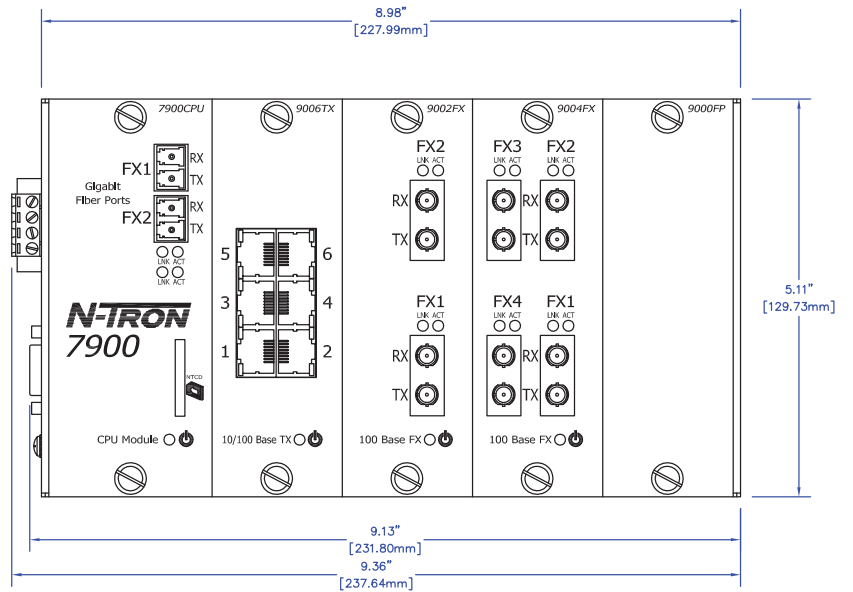 8.98"
[227.99mm]
7900CPU
9006TX
9002FX
9004FX
9000FP
FX1
RX
TX
Gigabit
Fiber Ports
FX2
RX
TX
LNK ACT
LNK ACT
N-TRON
7900
NTCD
CPU Module
5
6
3
4
1
2
10/100 Base TX
FX2
LNK ACT
RX
TX
FX1
LNK ACT
RX
TX
100 Base FX
FX3
LNK ACT
FX2
LNK ACT
RX
TX
FX4
LNK ACT
FX1
LNK ACT
RX
TX
100 Base FX
5.11"
[129.73mm]
9.13"
[231.80mm]
9.36"
[237.64mm]